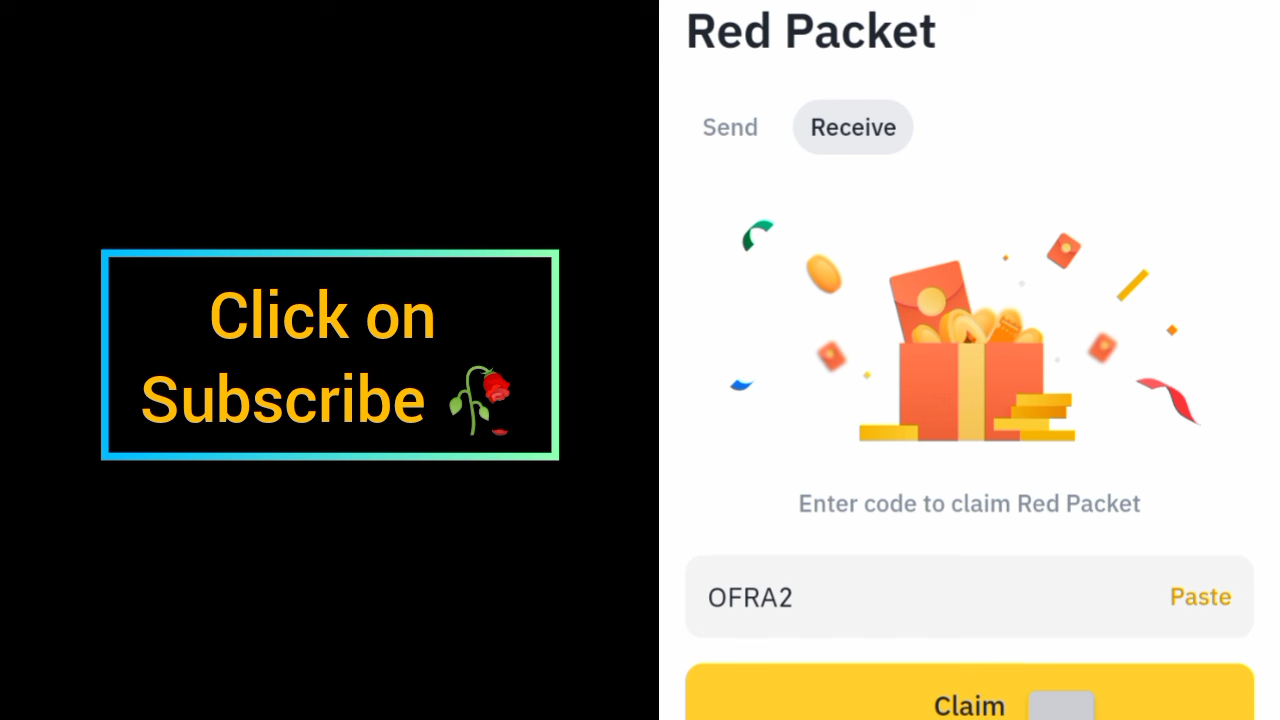 Click on
Subscribe 🥀
Red Packet
Send
Receive
Enter code to claim Red Packet
OFRA2
Paste
Claim